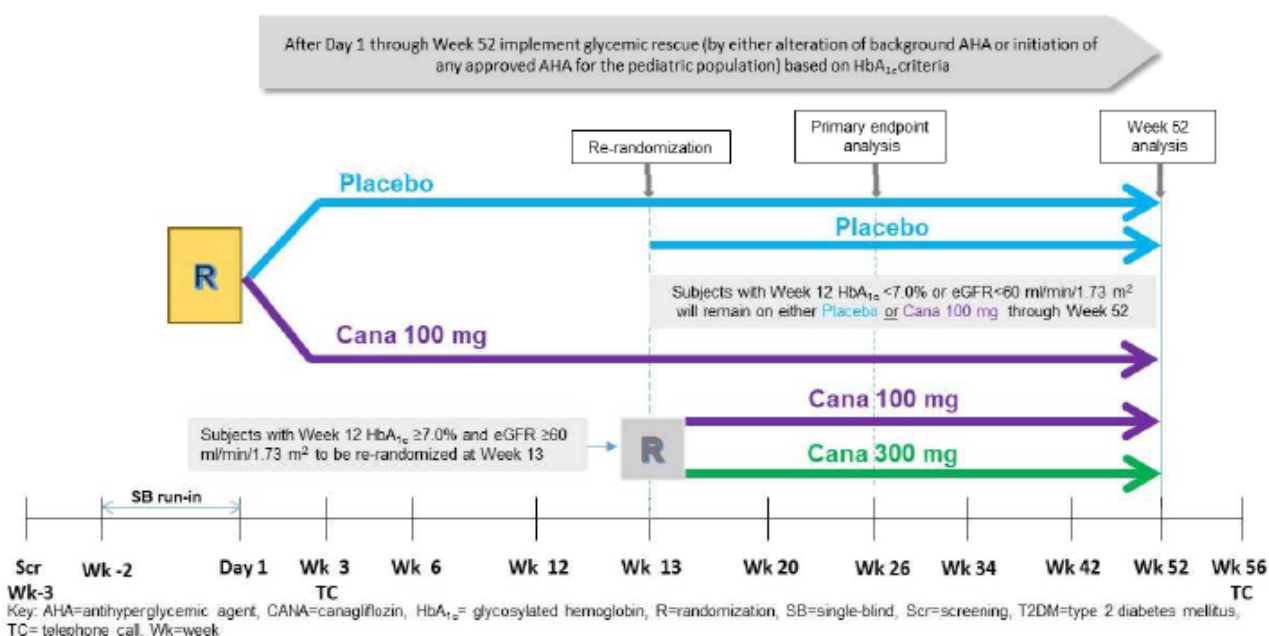 After Day 1 through Week 52 implement glycemic rescue (by either alteration of background AHA or initiation of
any approved AHA for the pediatric population) based on HbA1c criteria
Re-randomization
Primary endpoint
analysis
Week 52
analysis
Placebo
Placebo
R
Subjects with Week 12 HbA1c <7.0% or eGFR<60 ml/min/1.73 m²
will remain on either Placebo or Cana 100 mg through Week 52
Cana 100 mg
Cana 100 mg
Subjects with Week 12 HbA1c ≥7.0% and eGFR ≥60
ml/min/1.73 m² to be re-randomized at Week 13
R
Cana 300 mg
SB run-in
Scr
Wk-3
Wk -2
Day 1
Wk 3
TC
Wk 6
Wk 12
Wk 13
Wk 20
Wk 26
Wk 34
Wk 42
Wk 52
Wk 56
TC
Key: AHA=antihyperglycemic agent, CANA=canagliflozin, HbA1c= glycosylated hemoglobin, R=randomization, SB=single-blind, Scr=screening, T2DM=type 2 diabetes mellitus,
TC= telephone call, Wk=week